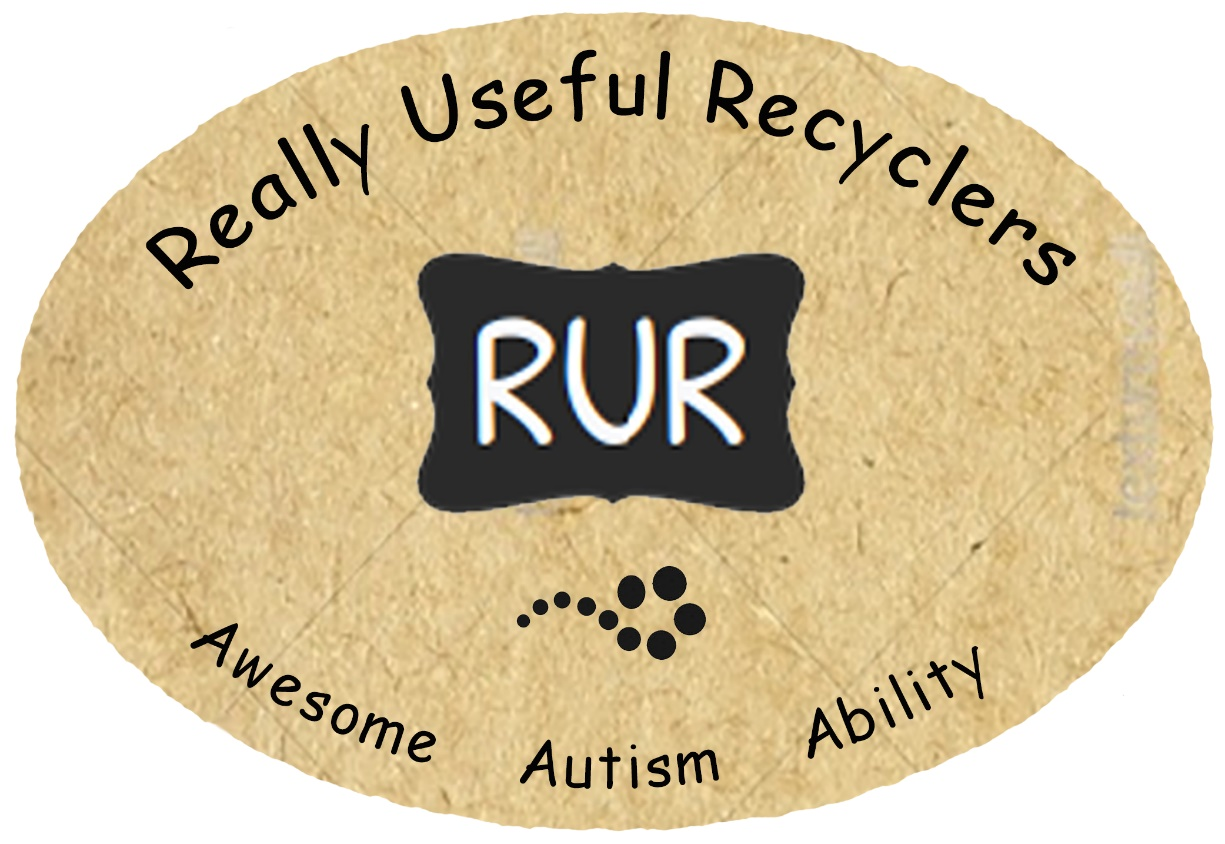 Really Useful Recyclers
RUR
Awesome Autism Ability